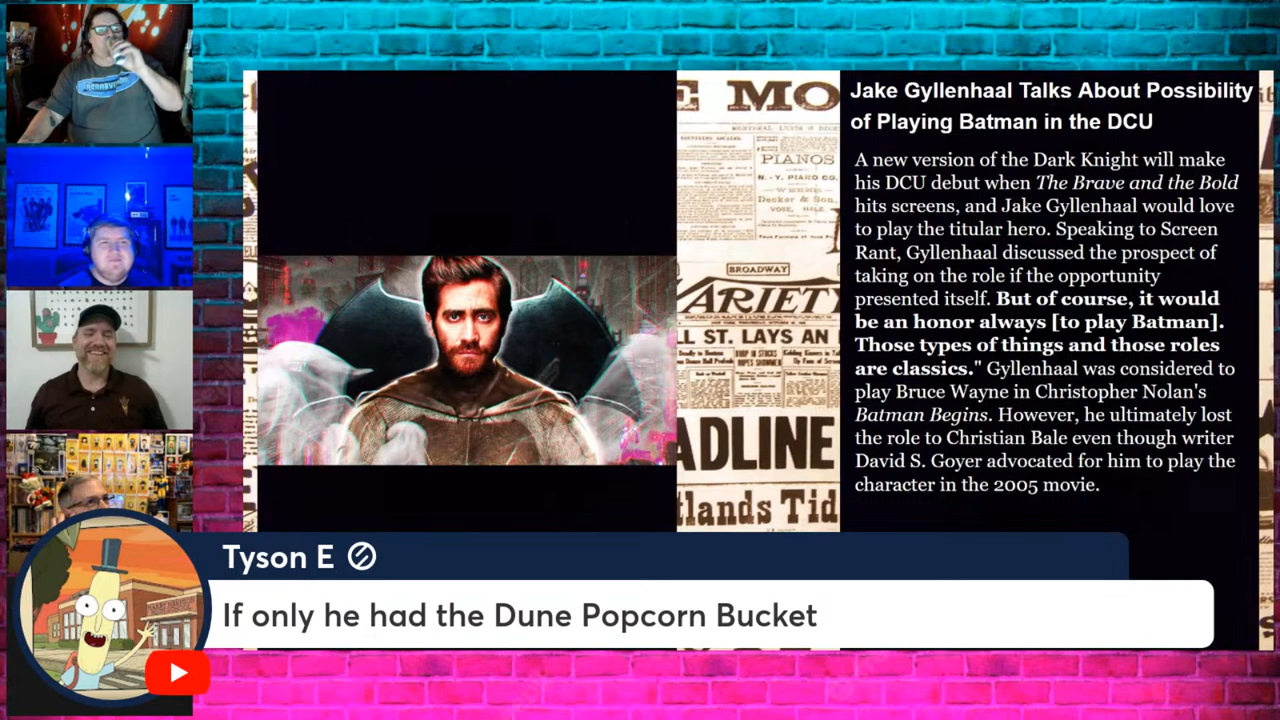 Jake Gyllenhaal Talks About Possibility
of Playing Batman in the DCU
A new version of the Dark Knight will make
his DCU debut when The Brave and the Bold
hits screens, and Jake Gyllenhaal would love
to play the titular hero. Speaking to Screen
Rant, Gyllenhaal discussed the prospect of
taking on the role if the opportunity
presented itself. But of course, it would
be an honor always [to play Batman].
Those types of things and those roles
are classics." Gyllenhaal was considered to
play Bruce Wayne in Christopher Nolan's
Batman Begins. However, he ultimately lost
the role to Christian Bale even though writer
David S. Goyer advocated for him to play the
character in the 2005 movie.
E MO
PIANOS
N. Y. PIANO CO.
Decker & Son,
BROADWAY
ARIETY
LL ST. LAYS AN
ADLINE
tlands Tid
Tyson E
If only he had the Dune Popcorn Bucket